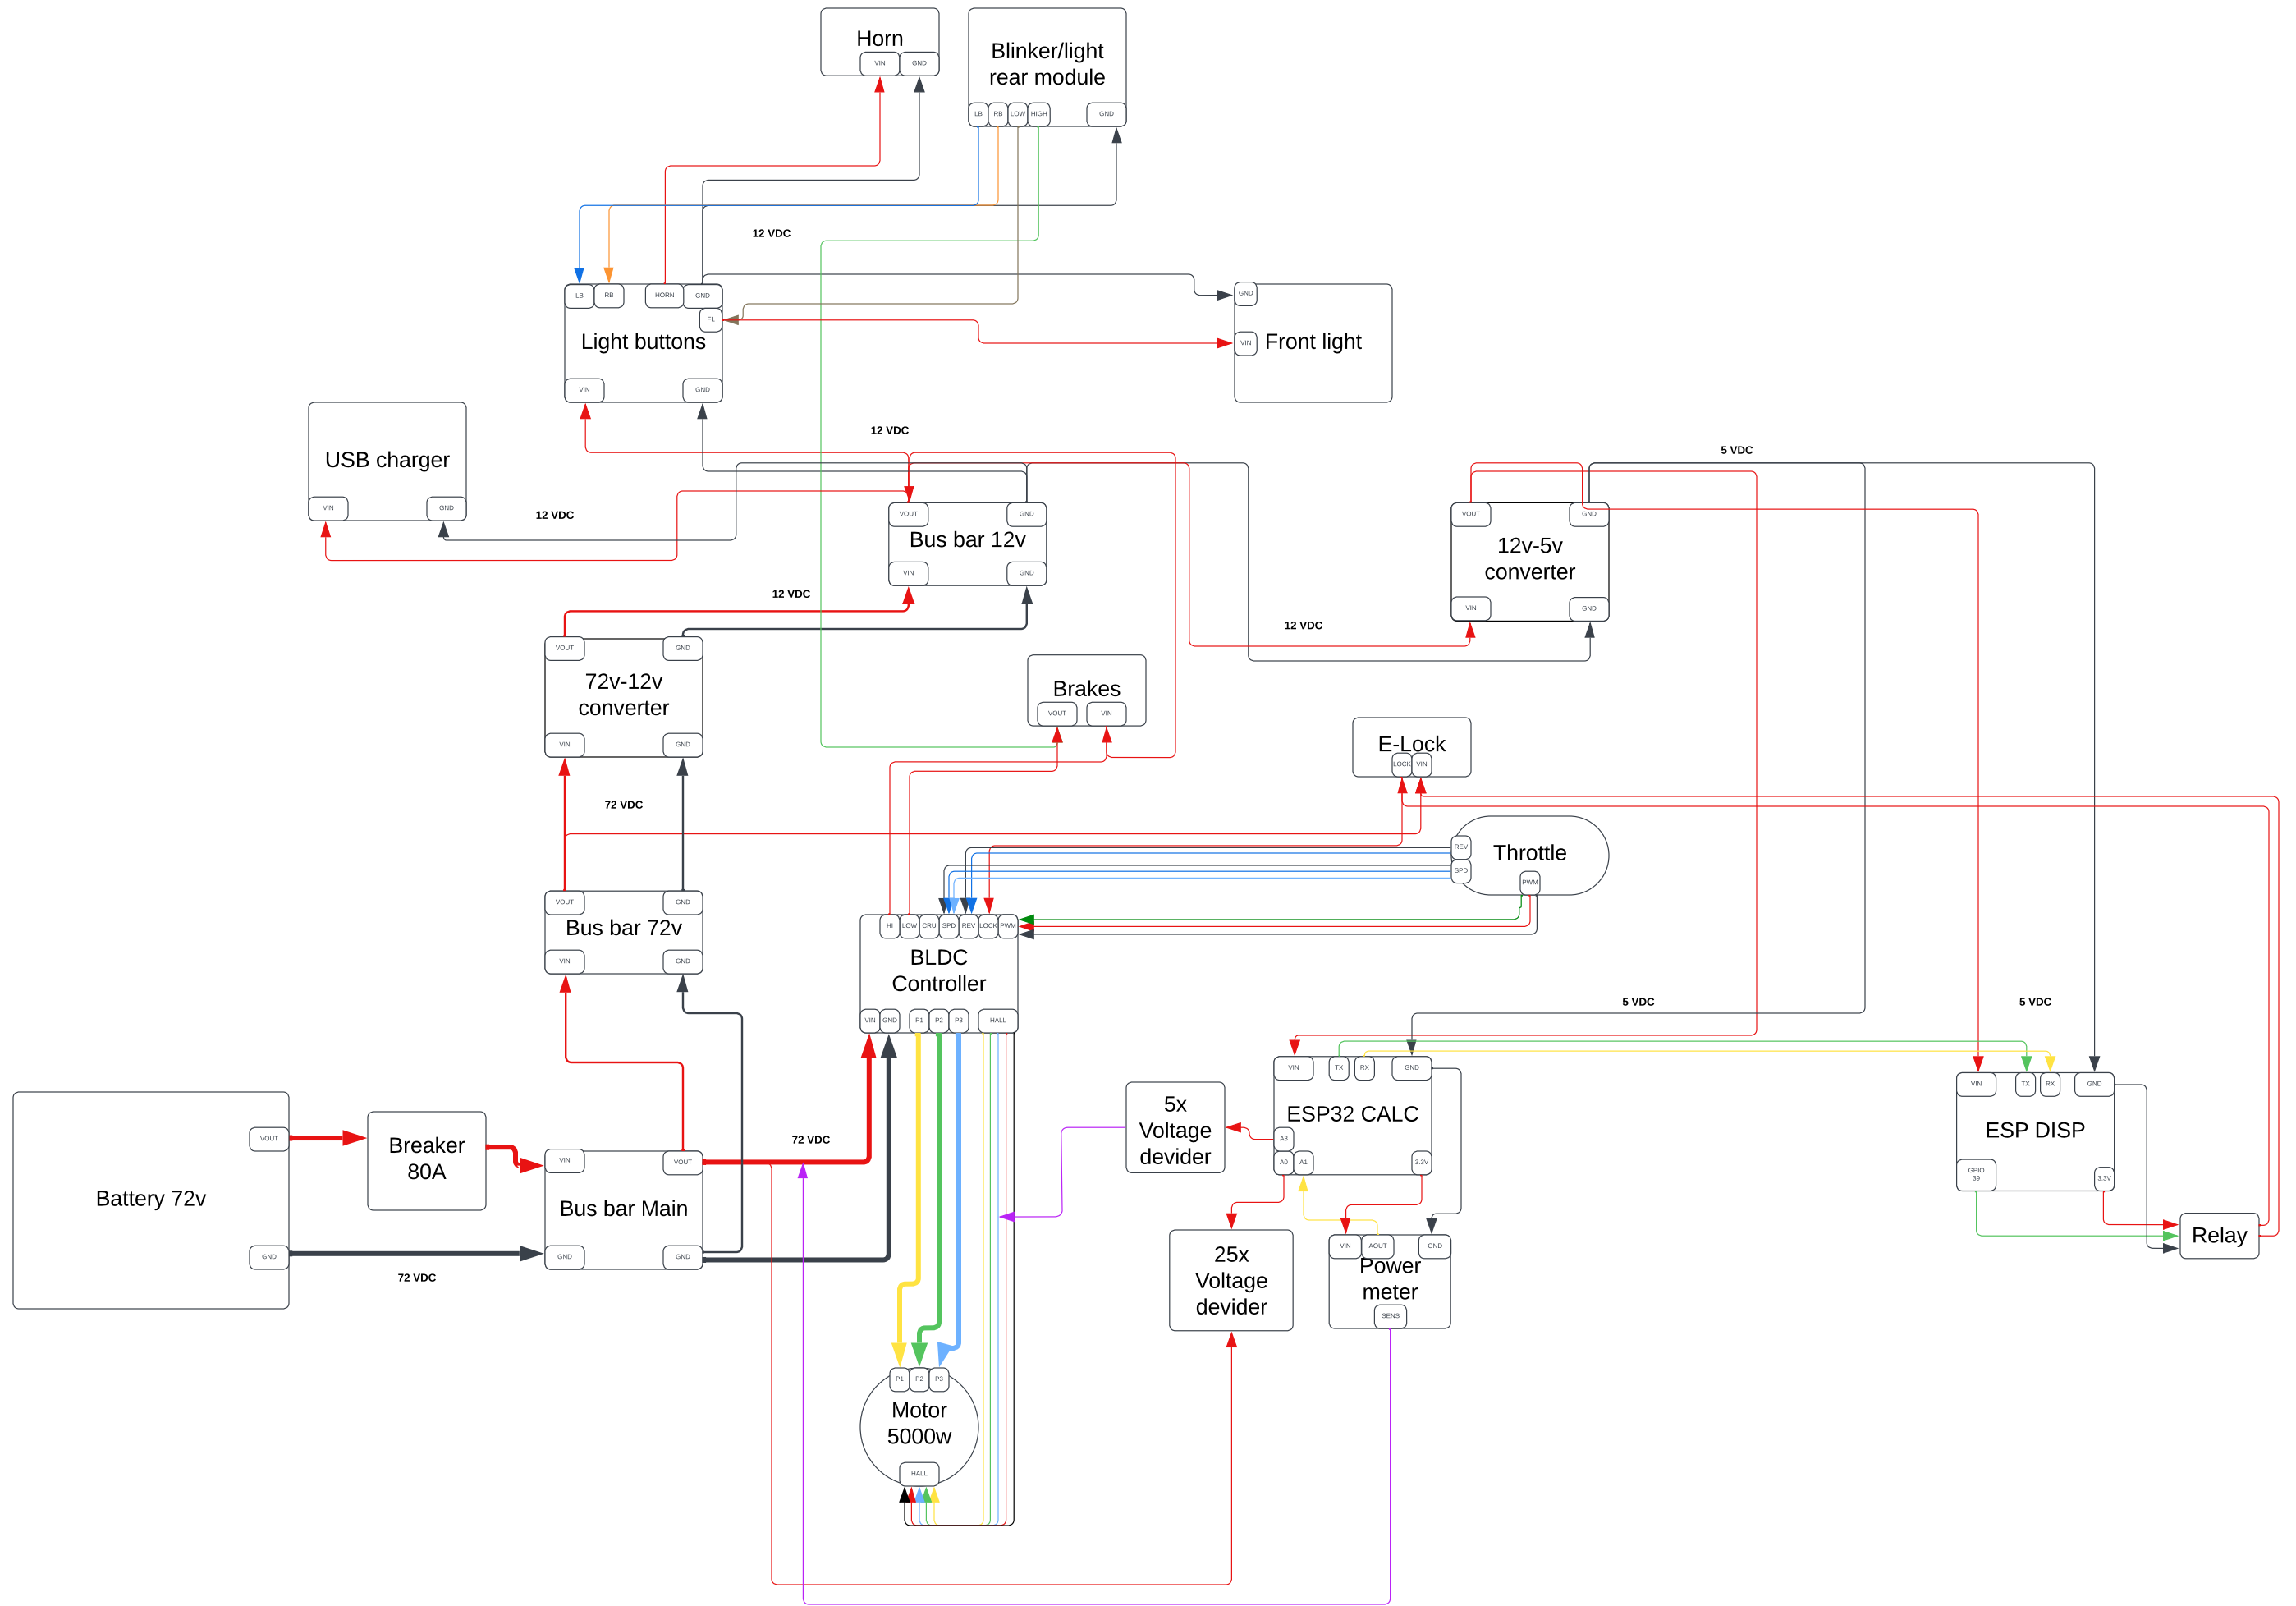 Horn
VIN
GND
Blinker/light
rear module
LB
RB
LOW
HIGH
GND
12 VDC
LB
RB
HORN
GND
FL
Light buttons
VIN
GND
GND
VIN
Front light
USB charger
VIN
GND
12 VDC
12 VDC
VOUT
GND
Bus bar 12v
VIN
GND
5 VDC
VOUT
GND
12v-5v
converter
VIN
GND
12 VDC
12 VDC
VOUT
GND
72v-12v
converter
VIN
GND
Brakes
VOUT
VIN
E-Lock
LOCK
VIN
72 VDC
REV
SPD
Throttle
PWM
VOUT
GND
Bus bar 72v
VIN
GND
HI
LOW
CRU
SPD
REV
LOCK
PWM
BLDC
Controller
VIN
GND
P1
P2
P3
HALL
5 VDC
5 VDC
VIN
TX
RX
GND
ESP32 CALC
A3
A0
A1
3.3V
VIN
TX
RX
GND
ESP DISP
GPIO
39
3.3V
Relay
5x
Voltage
devider
25x
Voltage
devider
VIN
AOUT
GND
Power
meter
SENS
VOUT
Battery 72v
GND
Breaker
80A
72 VDC
VIN
VOUT
Bus bar Main
GND
GND
72 VDC
P1
P2
P3
Motor
5000w
HALL